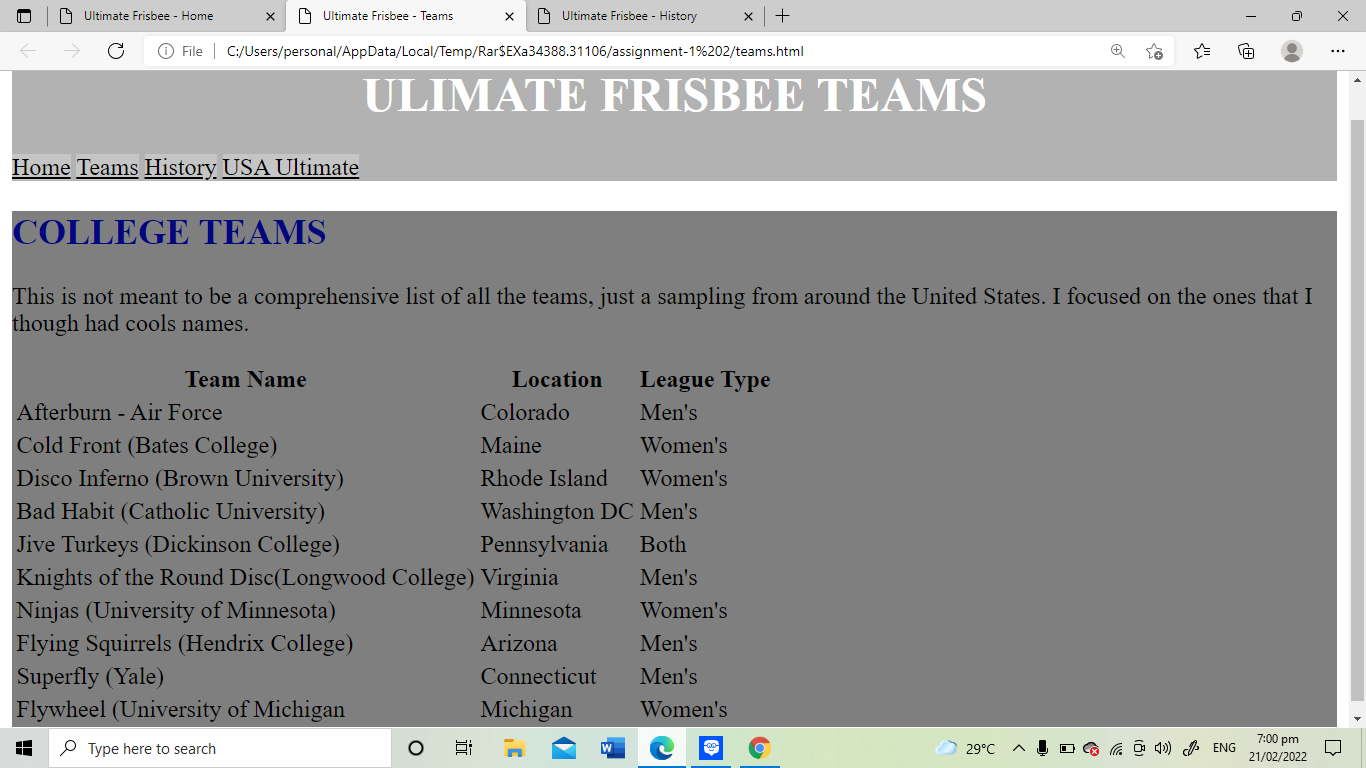 Ultimate Frisbee - Home
Ultimate Frisbee - Teams
Ultimate Frisbee - History
File
C:/Users/personal/AppData/Local/Temp/Rar$EXa34388.31106/assignment-1%202/teams.html
ULIMATE FRISBEE TEAMS
Home Teams History USA Ultimate
COLLEGE TEAMS
This is not meant to be a comprehensive list of all the teams, just a sampling from around the United States. I focused on the ones that I
though had cools names.
Team Name Location League Type
Afterburn - Air Force Colorado Men's
Cold Front (Bates College) Maine Women's
Disco Inferno (Brown University) Rhode Island Women's
Bad Habit (Catholic University) Washington DC Men's
Jive Turkeys (Dickinson College) Pennsylvania Both
Knights of the Round Disc(Longwood College) Virginia Men's
Ninjas (University of Minnesota) Minnesota Women's
Flying Squirrels (Hendrix College) Arizona Men's
Superfly (Yale) Connecticut Men's
Flywheel (University of Michigan Michigan Women's
Type here to search
29°C
ENG
7:00 pm
21/02/2022